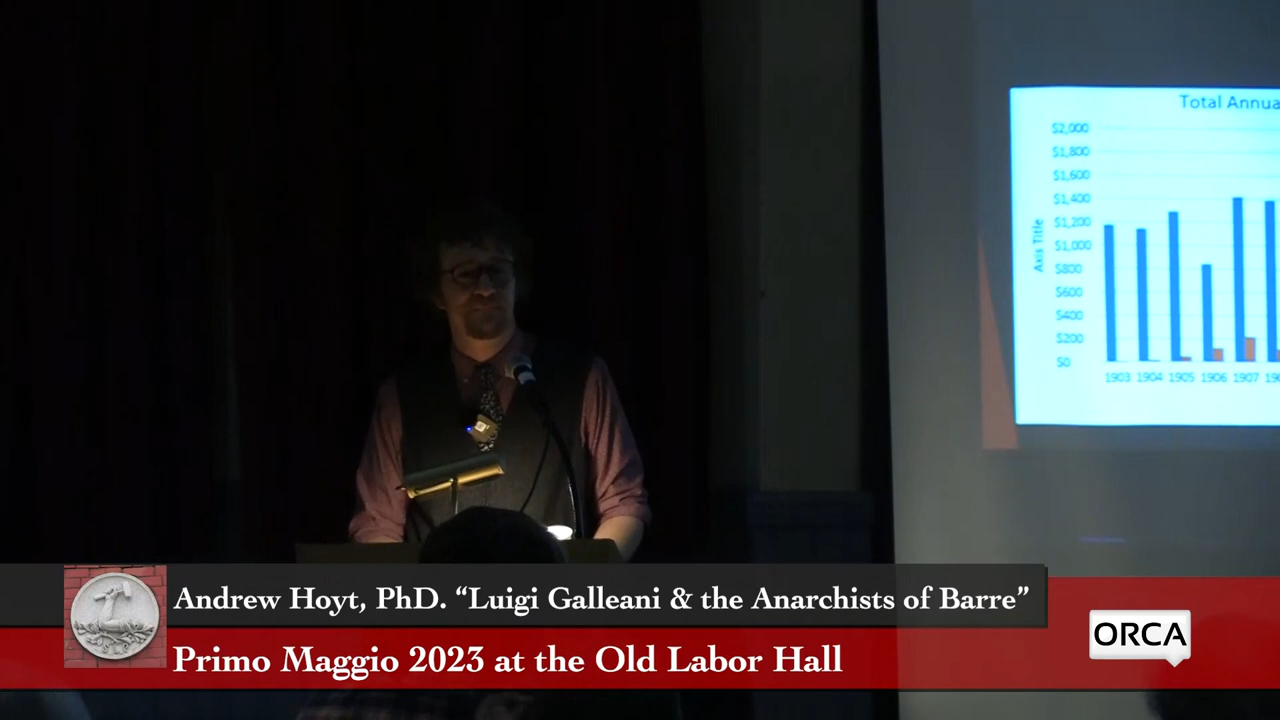 Total Annua
$2,000
$1,800
$1,600
$1,400
$1,200
$1,000
$800
$600
$400
$200
$0
Axis Title
1903 1904 1905 1906 1907 19
Andrew Hoyt, PhD. “Luigi Galleani & the Anarchists of Barre”
SLP
Primo Maggio 2023 at the Old Labor Hall
ORCA